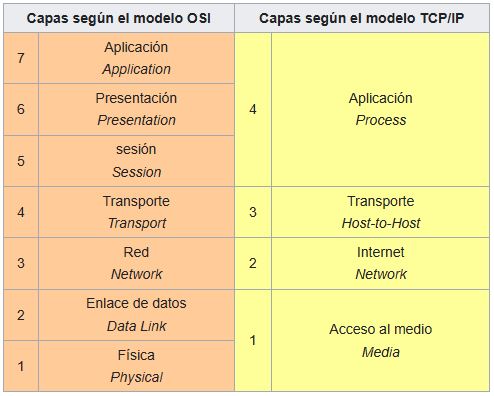 Capas según el modelo OSI
Capas según el modelo TCP/IP
7
Aplicación
Application
6
Presentación
Presentation
5
sesión
Session
4
Aplicación
Process
4
Transporte
Transport
3
Transporte
Host-to-Host
3
Red
Network
2
Internet
Network
2
Enlace de datos
Data Link
1
Física
Physical
1
Acceso al medio
Media